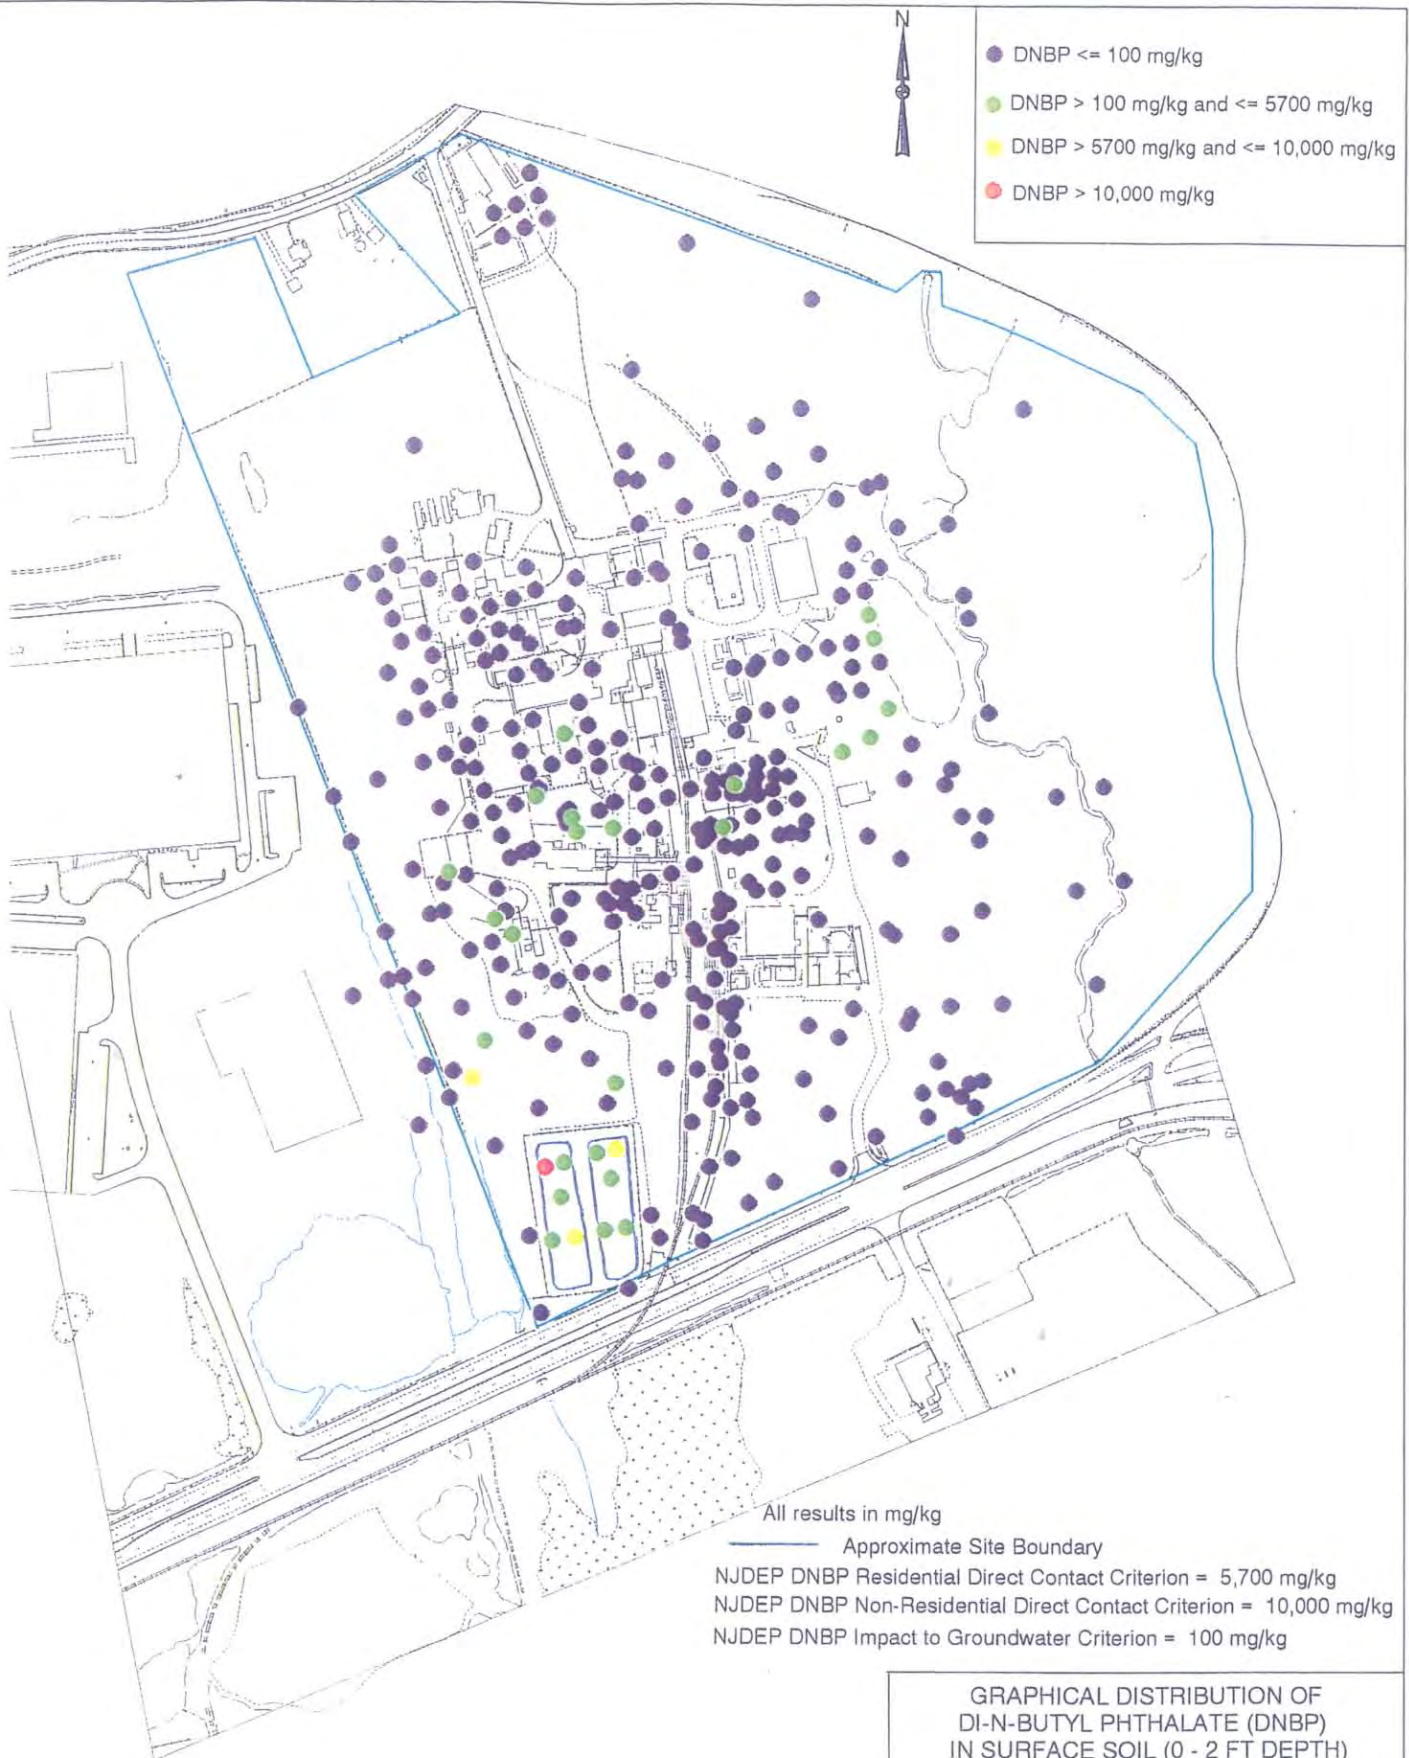 N
DNBP <= 100 mg/kg
DNBP > 100 mg/kg and <= 5700 mg/kg
DNBP > 5700 mg/kg and <= 10,000 mg/kg
DNBP > 10,000 mg/kg
All results in mg/kg
Approximate Site Boundary
NJDEP DNBP Residential Direct Contact Criterion = 5,700 mg/kg
NJDEP DNBP Non-Residential Direct Contact Criterion = 10,000 mg/kg
NJDEP DNBP Impact to Groundwater Criterion = 100 mg/kg
GRAPHICAL DISTRIBUTION OF
DI-N-BUTYL PHTHALATE (DNBP)
IN SURFACE SOIL (0 - 2 FT DEPTH)